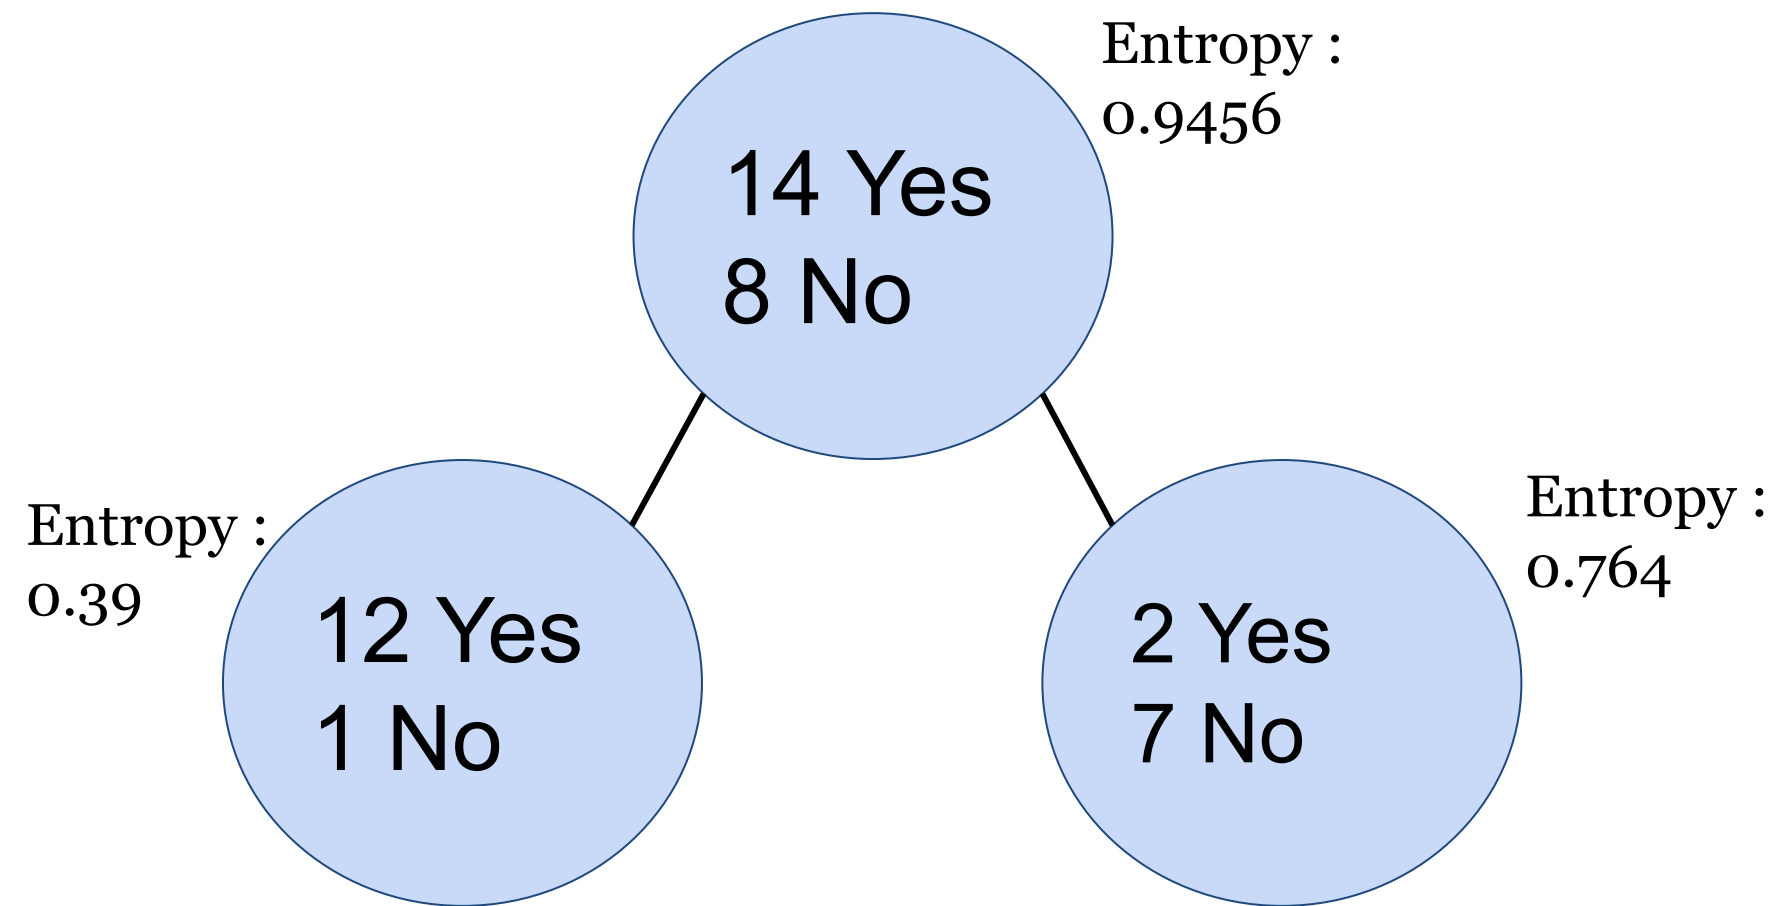 Entropy :
0.9456
14 Yes
8 No
Entropy :
0.39
12 Yes
1 No
Entropy :
0.764
2 Yes
7 No